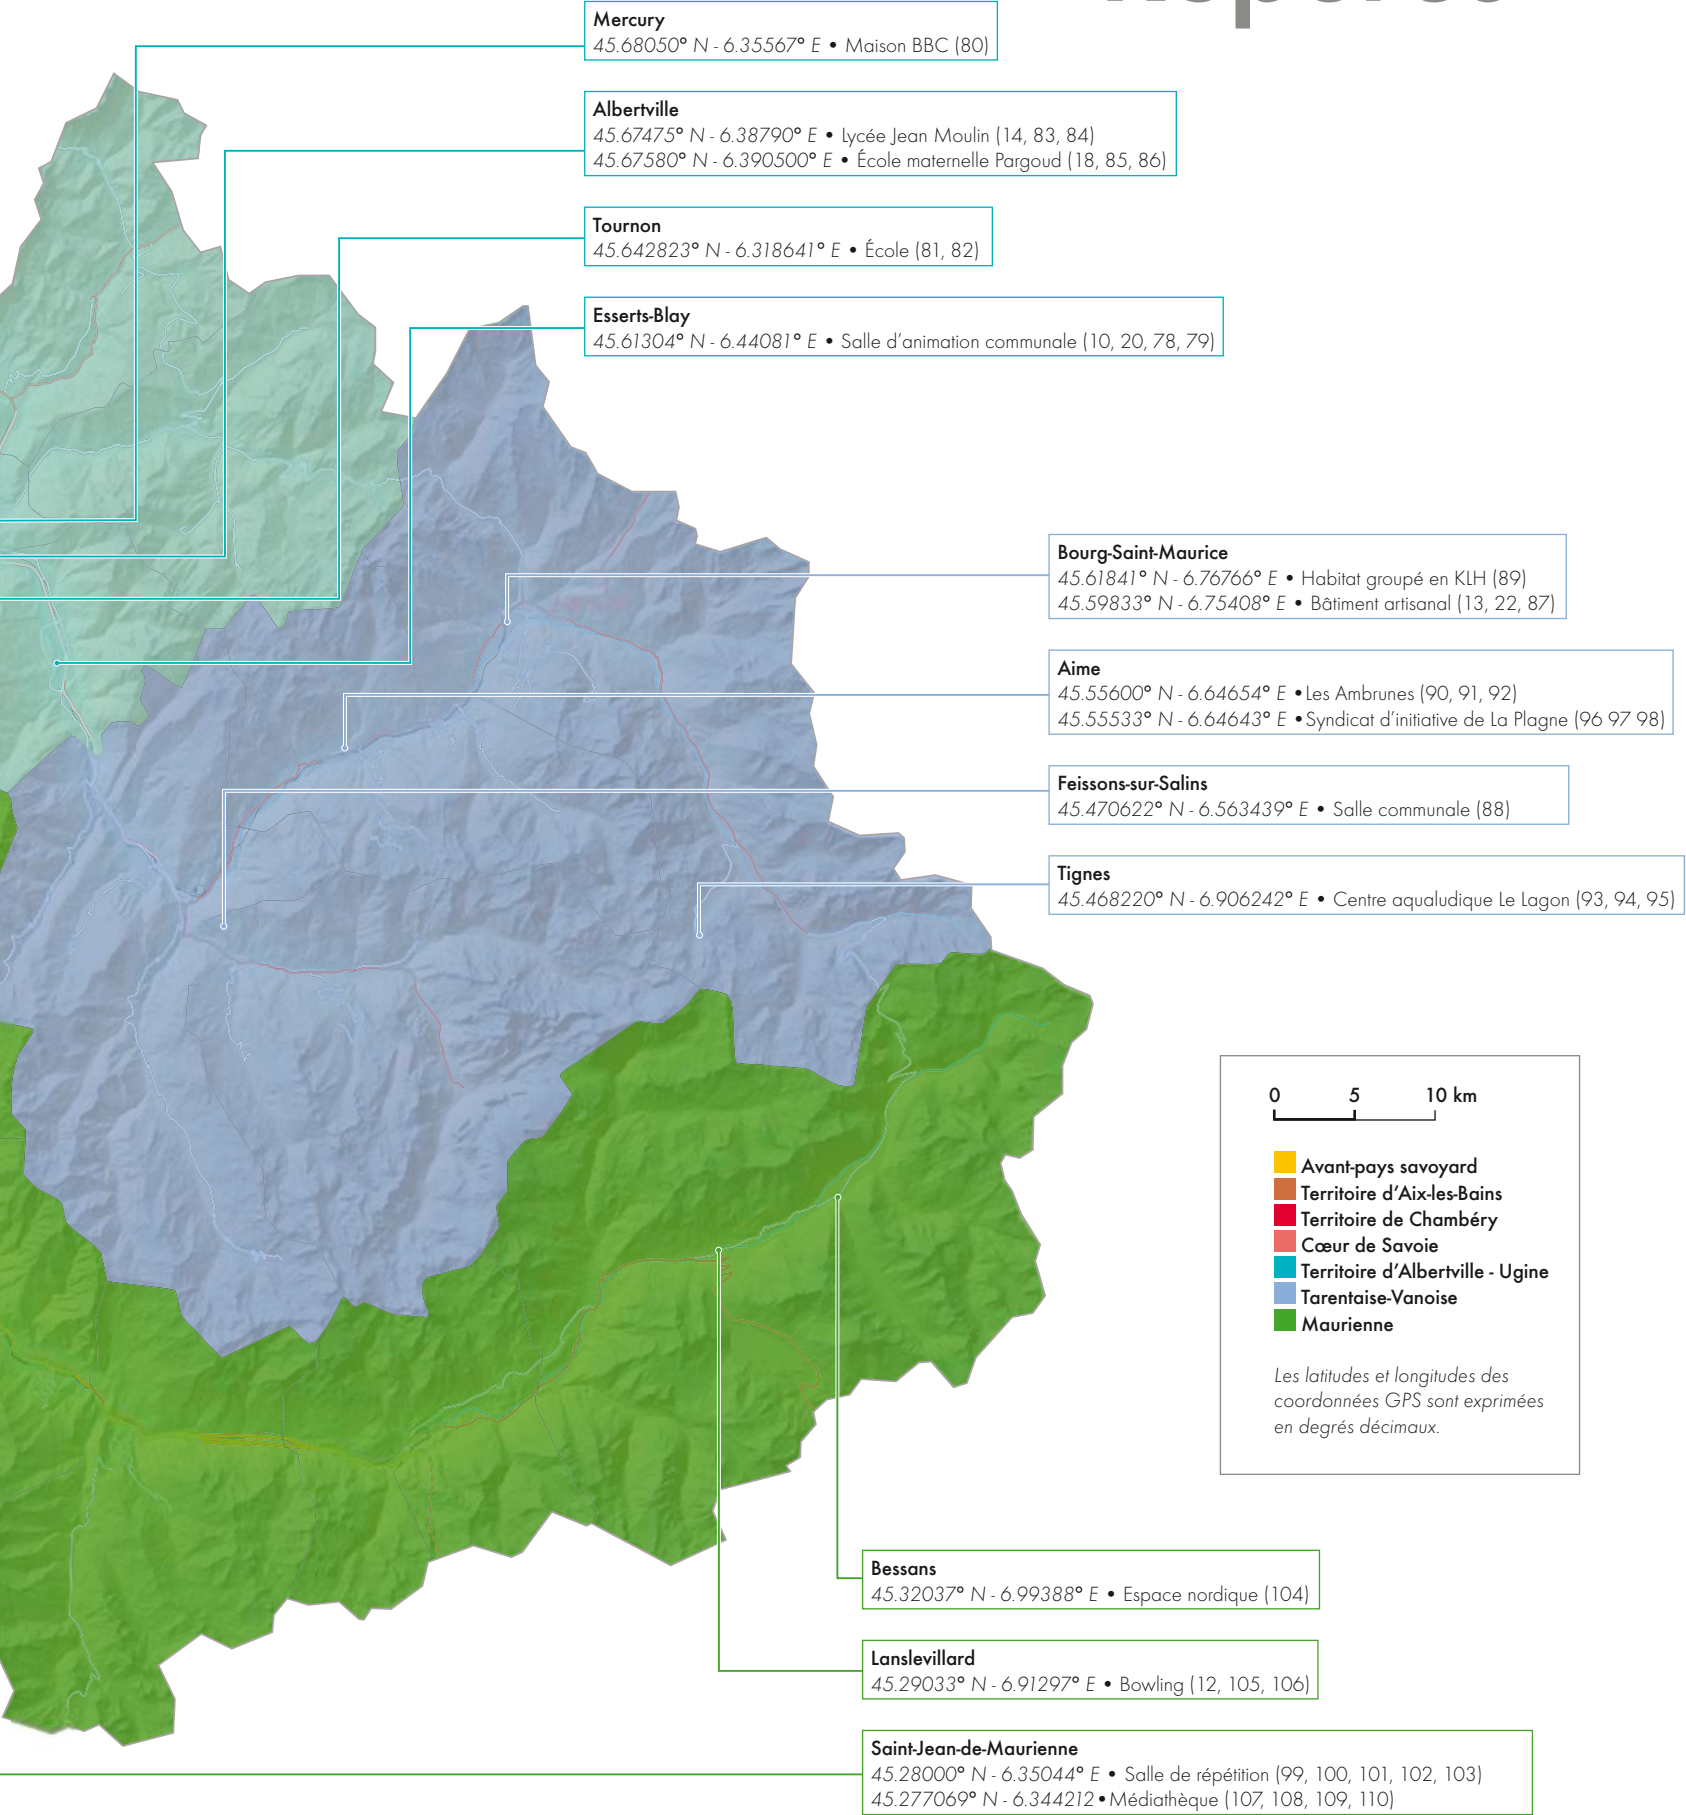 Mercury
45.68050° N - 6.35567° E • Maison BBC (80)
Albertville
45.67475° N - 6.38790° E • Lycée Jean Moulin (14, 83, 84)
45.67580° N - 6.390500° E • École maternelle Pargoud (18, 85, 86)
Tournon
45.642823° N - 6.318641° E • École (81, 82)
Esserts-Blay
45.61304° N - 6.44081° E • Salle d'animation communale (10, 20, 78, 79)
Bourg-Saint-Maurice
45.61841° N - 6.76766° E • Habitat groupé en KLH (89)
45.59833° N - 6.75408° E • Bâtiment artisanal (13, 22, 87)
Aime
45.55600° N - 6.64654° E •Les Ambrunes (90, 91, 92)
45.55533° N - 6.64643° E •Syndicat d'initiative de La Plagne (96 97 98)
Feissons-sur-Salins
45.470622° N - 6.563439° E • Salle communale (88)
Tignes
45.468220° N - 6.906242° E • Centre aqualudique Le Lagon (93, 94, 95)
0 5 10 km
Avant-pays savoyard
Territoire d'Aix-les-Bains
Territoire de Chambéry
Cœur de Savoie
Territoire d'Albertville - Ugine
Tarentaise-Vanoise
Maurienne
Les latitudes et longitudes des
coordonnées GPS sont exprimées
en degrés décimaux.
Bessans
45.32037° N - 6.99388° E • Espace nordique (104)
Lanslevillard
45.29033° N - 6.91297° E • Bowling (12, 105, 106)
Saint-Jean-de-Maurienne
45.28000° N - 6.35044° E • Salle de répétition (99, 100, 101, 102, 103)
45.277069° N - 6.344212•Médiathèque (107, 108, 109, 110)